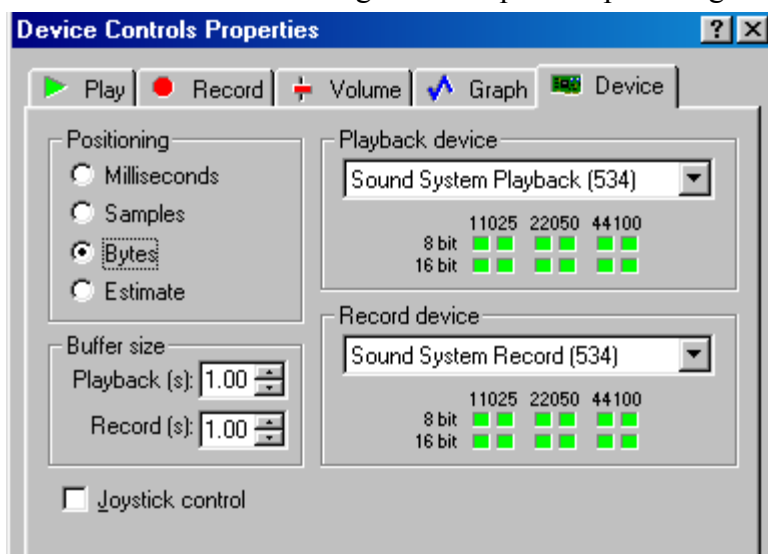 Device Controls Properties
Play Record Volume Graph Device
Positioning
Milliseconds
Samples
Bytes
Estimate
Buffer size
Playback (s): 1.00
Record (s): 1.00
Joystick control
Playback device
Sound System Playback (534)
11025 22050 44100
8 bit
16 bit
Record device
Sound System Record (534)
11025 22050 44100
8 bit
16 bit